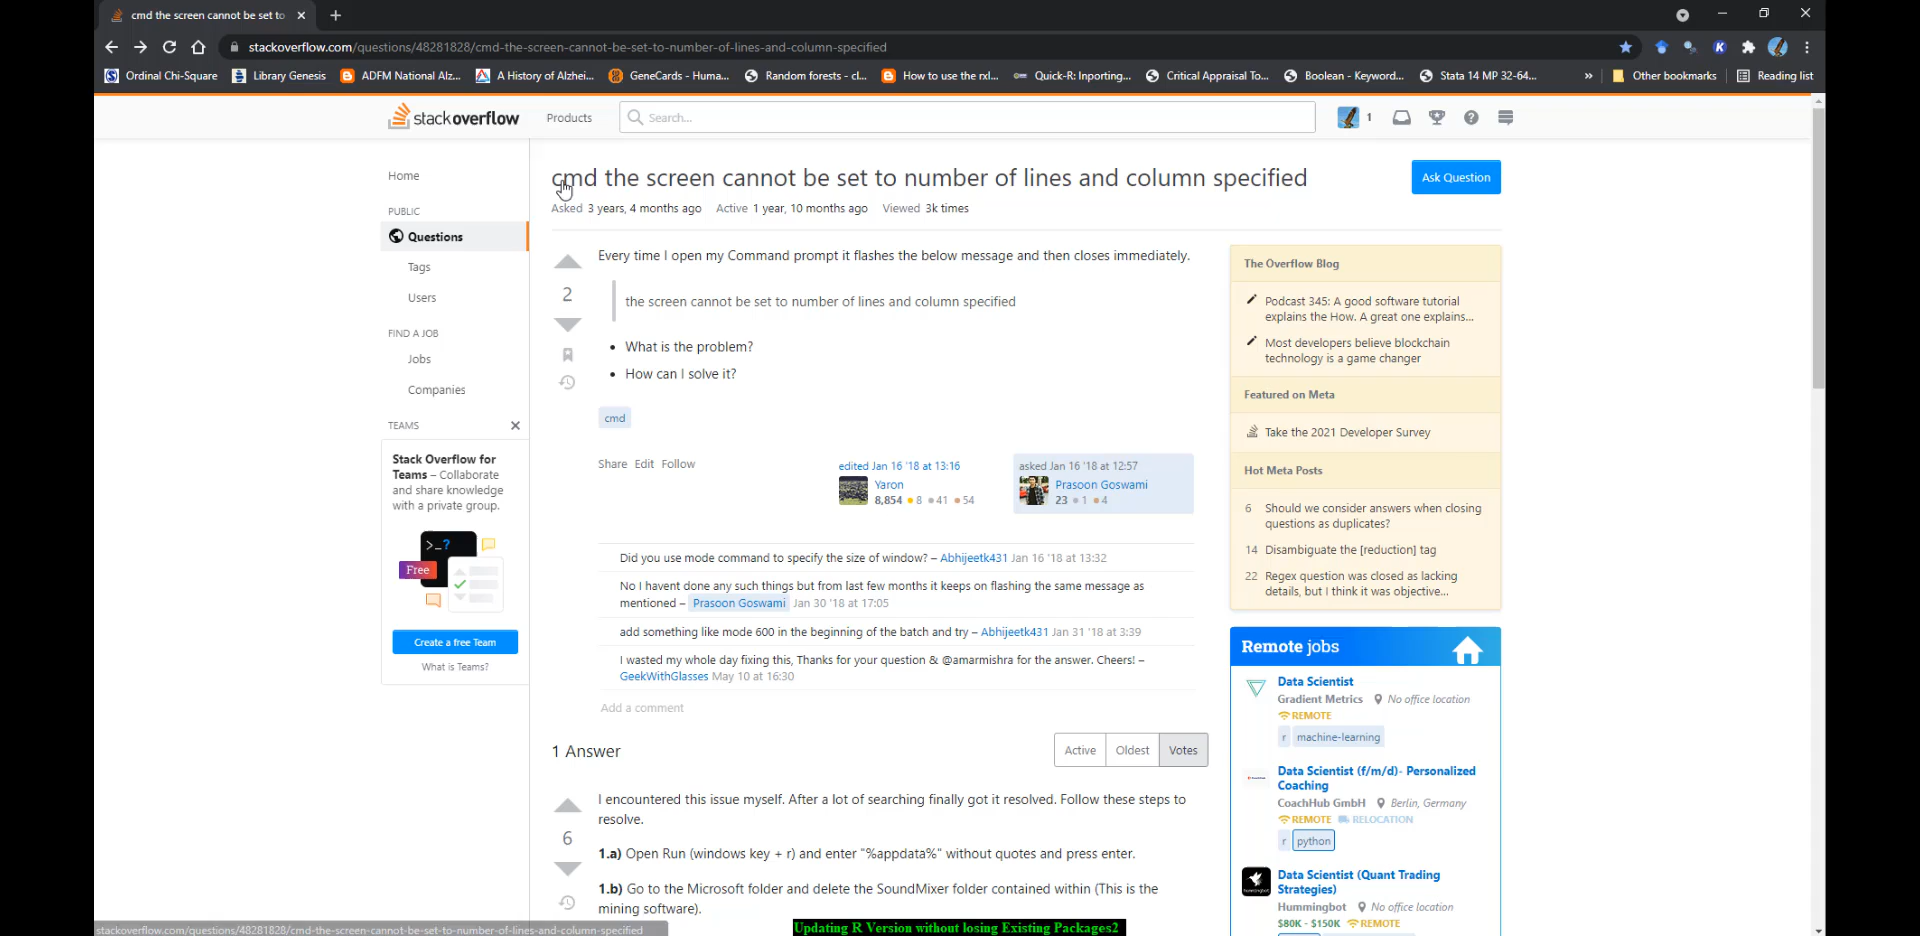 cmd the screen cannot be set to
stackoverflow.com/questions/48281828/cmd-the-screen-cannot-be-set-to-number-of-lines-and-column-specified
Ordinal Chi-Square Library Genesis ADFM National Alz... A History of Alzhei... GeneCards - Huma... Random forests - cl... How to use the rxl... Quick-R: Inporting... Critical Appraisal To... Boolean - Keyword... Stata 14 MP 32-64... » Other bookmarks Reading list
stackoverflow Products Search... 1
cmd the screen cannot be set to number of lines and column specified
Ask Question
Asked 3 years, 4 months ago Active 1 year, 10 months ago Viewed 3k times
Home
PUBLIC
Questions
Tags
Users
FIND A JOB
Jobs
Companies
TEAMS
Stack Overflow for
Teams – Collaborate
and share knowledge
with a private group.
>_?
Free
Create a free Team
What is Teams?
Every time I open my Command prompt it flashes the below message and then closes immediately.
2
the screen cannot be set to number of lines and column specified
• What is the problem?
• How can I solve it?
cmd
Share Edit Follow
edited Jan 16 '18 at 13:16
Yaron
8,854 8 41 54
asked Jan 16 '18 at 12:57
Prasoon Goswami
23 1 4
Did you use mode command to specify the size of window? – Abhijeetk431 Jan 16 '18 at 13:32
No I havent done any such things but from last few months it keeps on flashing the same message as
mentioned – Prasoon Goswami Jan 30 '18 at 17:05
add something like mode 600 in the beginning of the batch and try – Abhijeetk431 Jan 31 '18 at 3:39
I wasted my whole day fixing this, Thanks for your question & @amarmishra for the answer. Cheers! –
GeekWithGlasses May 10 at 16:30
Add a comment
1 Answer
Active Oldest Votes
I encountered this issue myself. After a lot of searching finally got it resolved. Follow these steps to
resolve.
6
1.a) Open Run (windows key + r) and enter "%appdata%" without quotes and press enter.
1.b) Go to the Microsoft folder and delete the SoundMixer folder contained within (This is the
mining software).
The Overflow Blog
Podcast 345: A good software tutorial
explains the How. A great one explains...
Most developers believe blockchain
technology is a game changer
Featured on Meta
Take the 2021 Developer Survey
Hot Meta Posts
6 Should we consider answers when closing
questions as duplicates?
14 Disambiguate the [reduction] tag
22 Regex question was closed as lacking
details, but I think it was objective...
Remote jobs
Data Scientist
Gradient Metrics No office location
REMOTE
r machine-learning
Data Scientist (f/m/d)- Personalized
Coaching
CoachHub GmbH Berlin, Germany
REMOTE RELOCATION
r python
Data Scientist (Quant Trading
Strategies)
Hummingbot No office location
$80K - $150K REMOTE
stackoverflow.com/questions/48281828/cmd-the-screen-cannot-be-set-to-number-of-lines-and-column-specified
Updating R Version without losing Existing Packages2